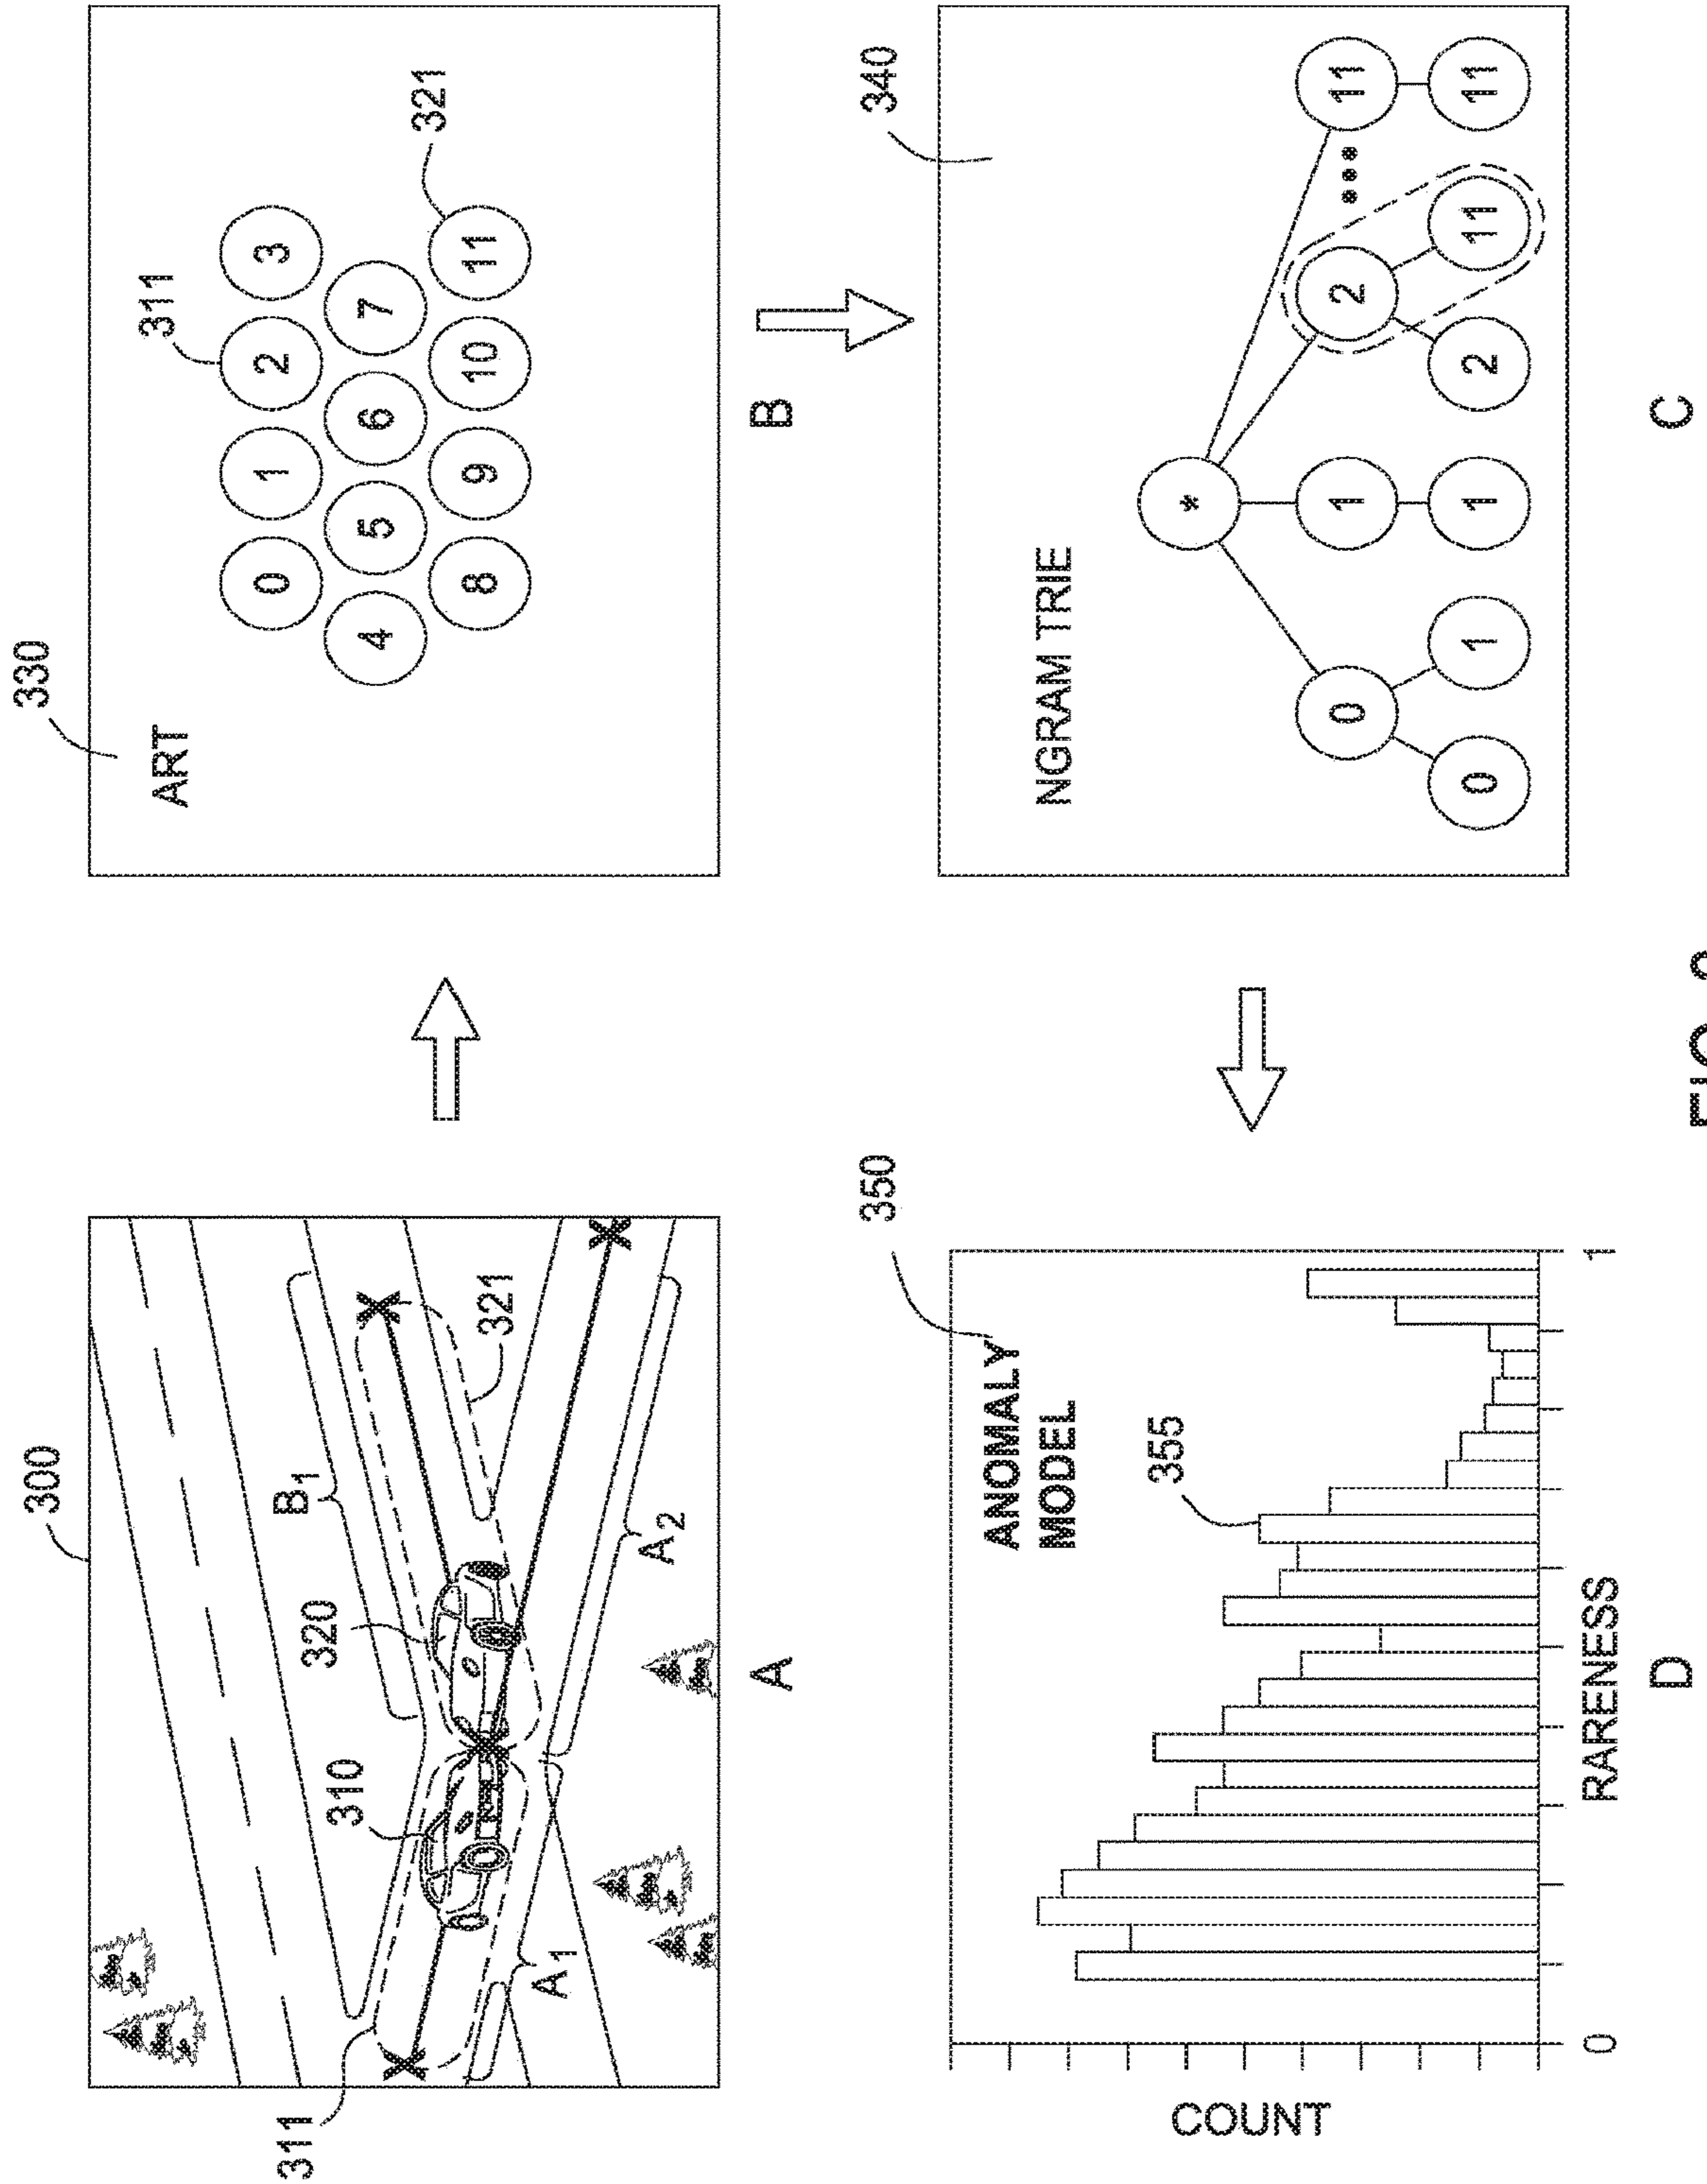 300
311
310
320
B1
321
A1
A2
A
330
ART
311
0 1 2 3
4 5 6 7
8 9 10 11
321
B
350
ANOMALY
MODEL
355
COUNT
0 1
RARENESS
D
340
NGRAM TRIE
*
0 1 2 ••• 11
0 1 1 2 11 11
C